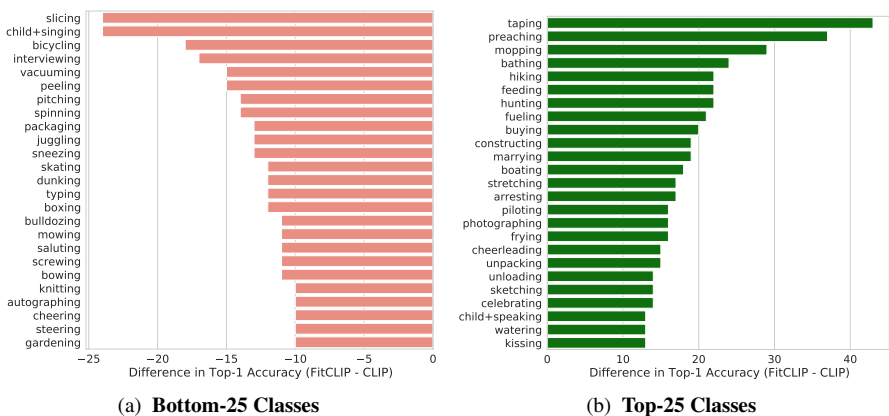 slicing
child+singing
bicycling
interviewing
vacuuming
peeling
pitching
spinning
packaging
juggling
sneezing
skating
dunking
typing
boxing
bulldozing
mowing
saluting
screwing
bowing
knitting
autographing
cheering
steering
gardening
−25 −20 −15 −10 −5 0
Difference in Top-1 Accuracy (FitCLIP - CLIP)
(a) Bottom-25 Classes
taping
preaching
mopping
bathing
hiking
feeding
hunting
fueling
buying
constructing
marrying
boating
stretching
arresting
piloting
photographing
frying
cheerleading
unpacking
unloading
sketching
celebrating
child+speaking
watering
kissing
0 10 20 30 40
Difference in Top-1 Accuracy (FitCLIP - CLIP)
(b) Top-25 Classes